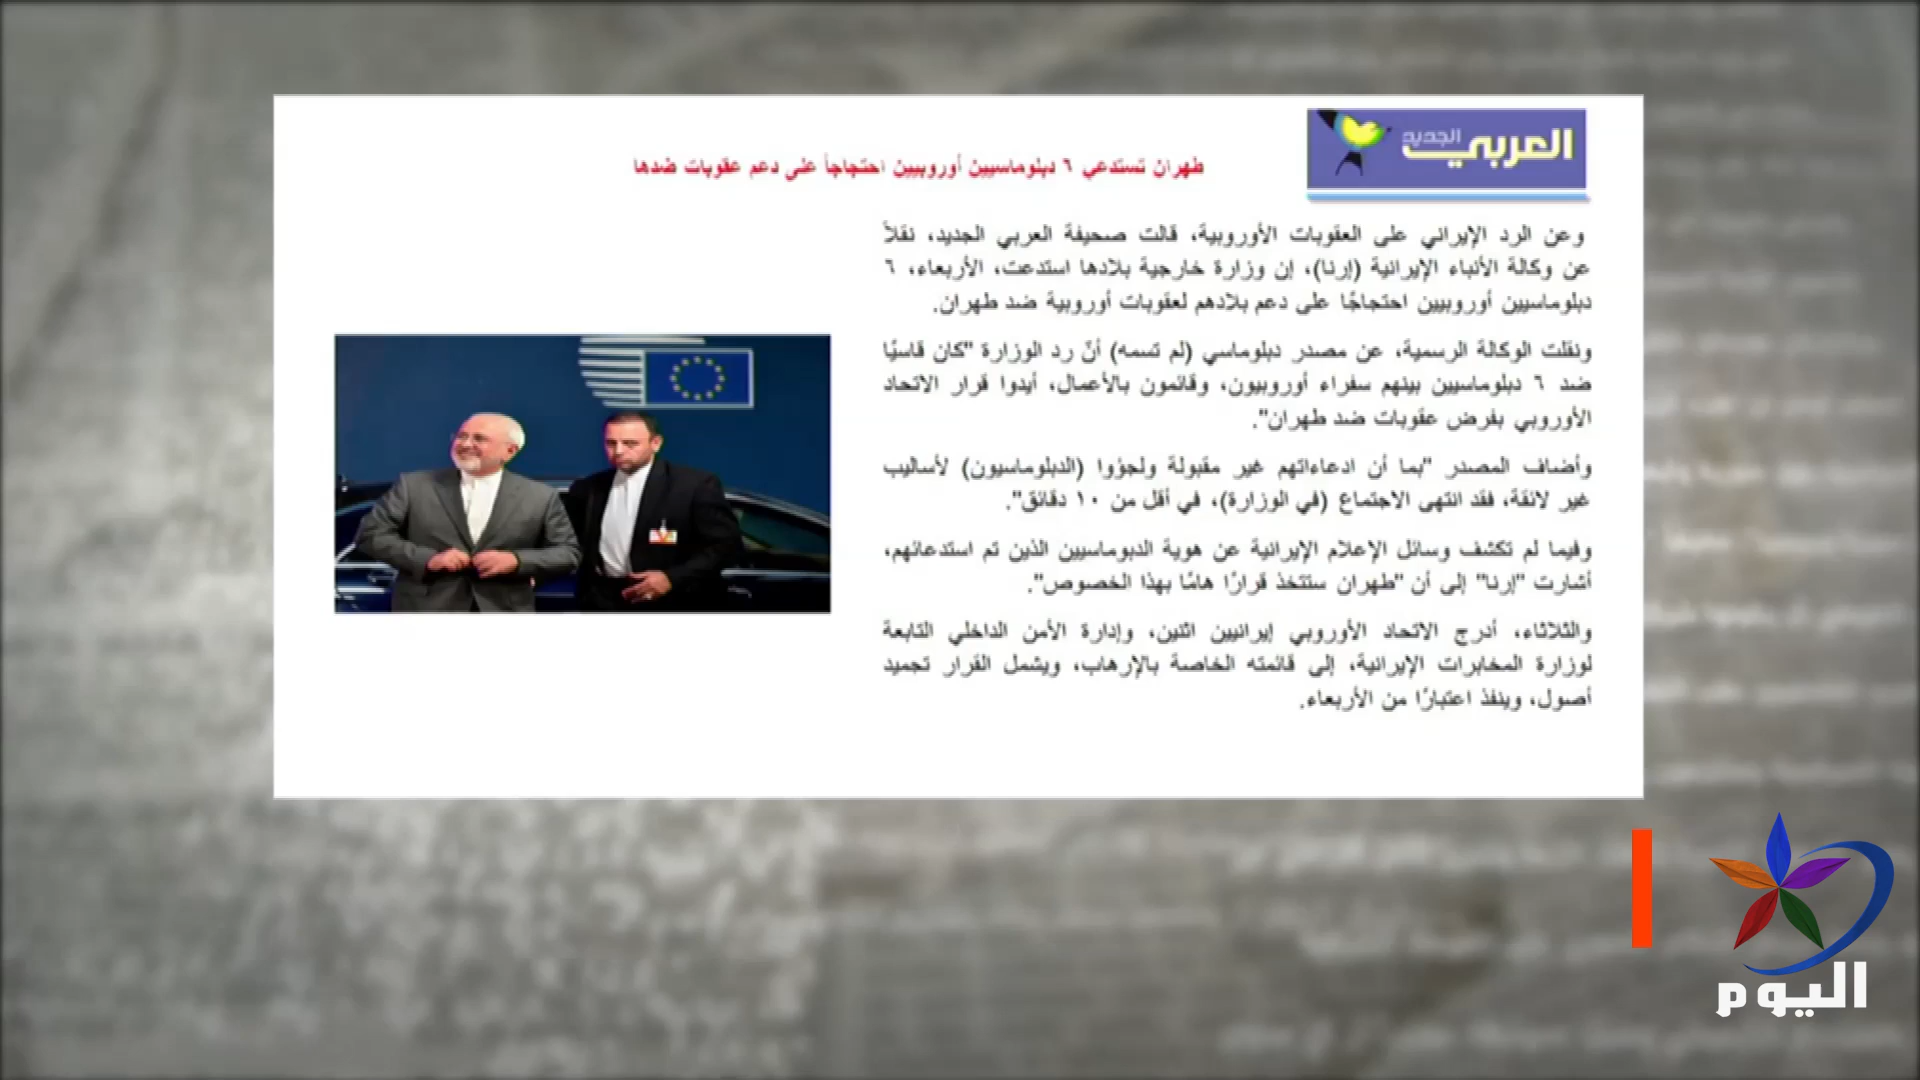 العربي الجديد
طهران تستدعي ٦ دبلوماسيين أوروبيين احتجاجاً على دعم عقوبات ضدها
وعن الرد الإيراني على العقوبات الأوروبية، قالت صحيفة العربي الجديد، نقلاً
عن وكالة الأنباء الإيرانية (إرنا)، إن وزارة خارجية بلادها استدعت، الأربعاء، ٦
دبلوماسيين أوروبيين احتجاجًا على دعم بلادهم لعقوبات أوروبية ضد طهران.
ونقلت الوكالة الرسمية، عن مصدر دبلوماسي (لم تسمه) أنّ رد الوزارة "كان قاسيًا
ضد ٦ دبلوماسيين بينهم سفراء أوروبيون، وقائمون بالأعمال، أيدوا قرار الاتحاد
الأوروبي بفرض عقوبات ضد طهران".
وأضاف المصدر "بما أن ادعاءاتهم غير مقبولة ولجؤوا (الدبلوماسيون) لأساليب
غير لائقة، فقد انتهى الاجتماع (في الوزارة)، في أقل من ١٠ دقائق".
وفيما لم تكشف وسائل الإعلام الإيرانية عن هوية الدبوماسيين الذين تم استدعائهم،
أشارت "إرنا" إلى أن "طهران ستتخذ قرارًا هامًا بهذا الخصوص".
والثلاثاء، أدرج الاتحاد الأوروبي إيرانيين اثنين، وإدارة الأمن الداخلي التابعة
لوزارة المخابرات الإيرانية، إلى قائمته الخاصة بالإرهاب، ويشمل القرار تجميد
أصول، وينفذ اعتبارًا من الأربعاء.
اليوم